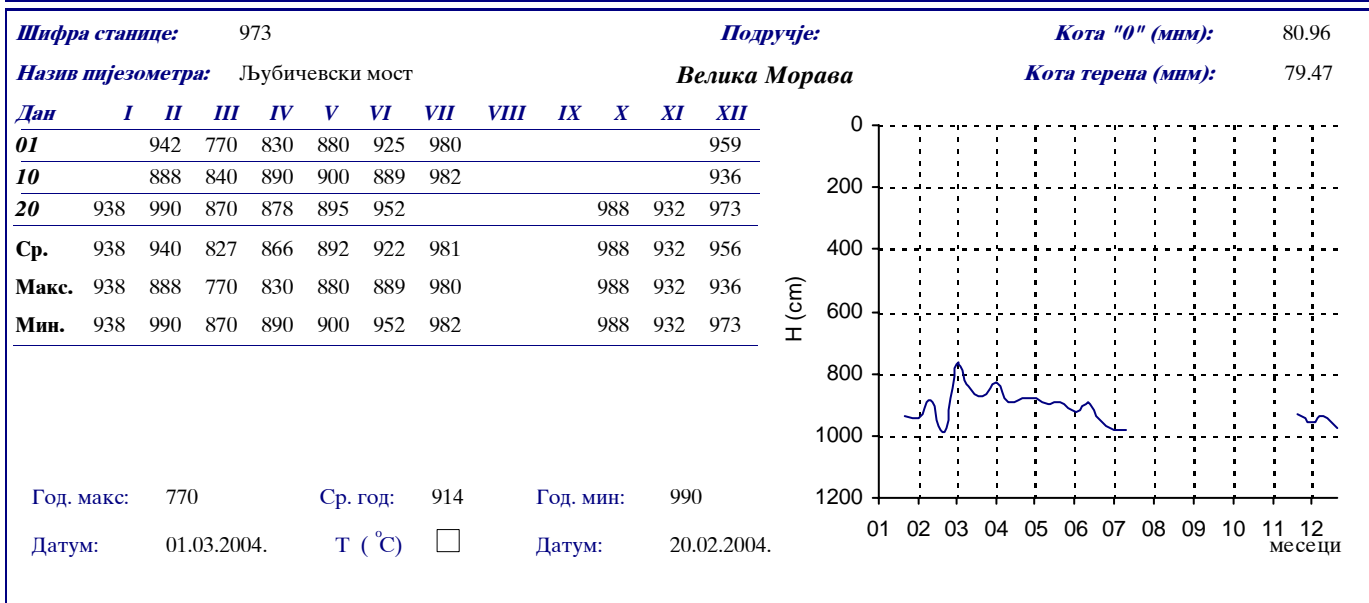 Шифра станице: 973 Подручје: Кота "0" (мнм): 80.96
Назив пијезометра: Љубичевски мост Велика Морава Кота терена (мнм): 79.47
Дан I II III IV V VI VII VIII IX X XI XII
01 942 770 830 880 925 980 959
10 888 840 890 900 889 982 936
20 938 990 870 878 895 952 988 932 973
Ср. 938 940 827 866 892 922 981 988 932 956
Макс. 938 888 770 830 880 889 980 988 932 936
Мин. 938 990 870 890 900 952 982 988 932 973
Год. макс: 770 Ср. год: 914 Год. мин: 990
Датум: 01.03.2004. Т ( °C) Датум: 20.02.2004.
H (cm)
0
200
400
600
800
1000
1200
01 02 03 04 05 06 07 08 09 10 11 12
месеци